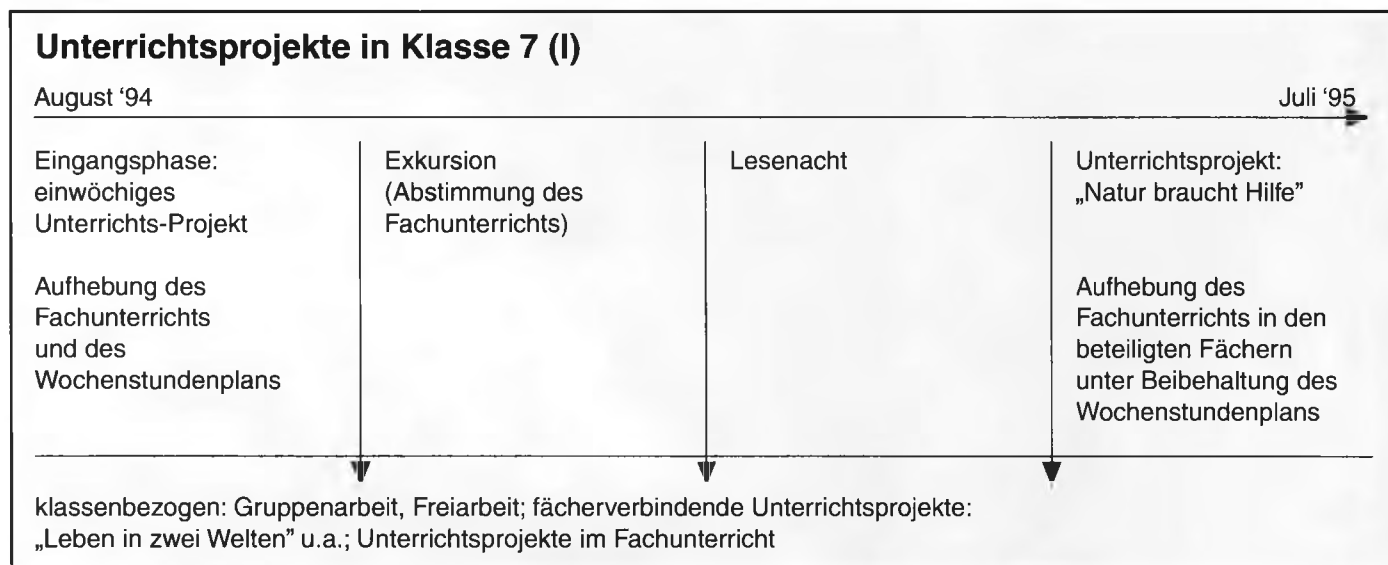 Unterrichtsprojekte in Klasse 7 (I)
August ‘94
Juli ‘95
Eingangsphase:
einwöchiges
Unterrichts-Projekt
Aufhebung des
Fachunterrichts
und des
Wochenstundenplans
Exkursion
(Abstimmung des
Fachunterrichts)
Lesenacht
Unterrichtsprojekt:
„Natur braucht Hilfe”
Aufhebung des
Fachunterrichts in den
beteiligten Fächern
unter Beibehaltung des
Wochenstundenplans
klassenbezogen: Gruppenarbeit, Freiarbeit; fächerverbindende Unterrichtsprojekte:
„Leben in zwei Welten” u.a.; Unterrichtsprojekte im Fachunterricht